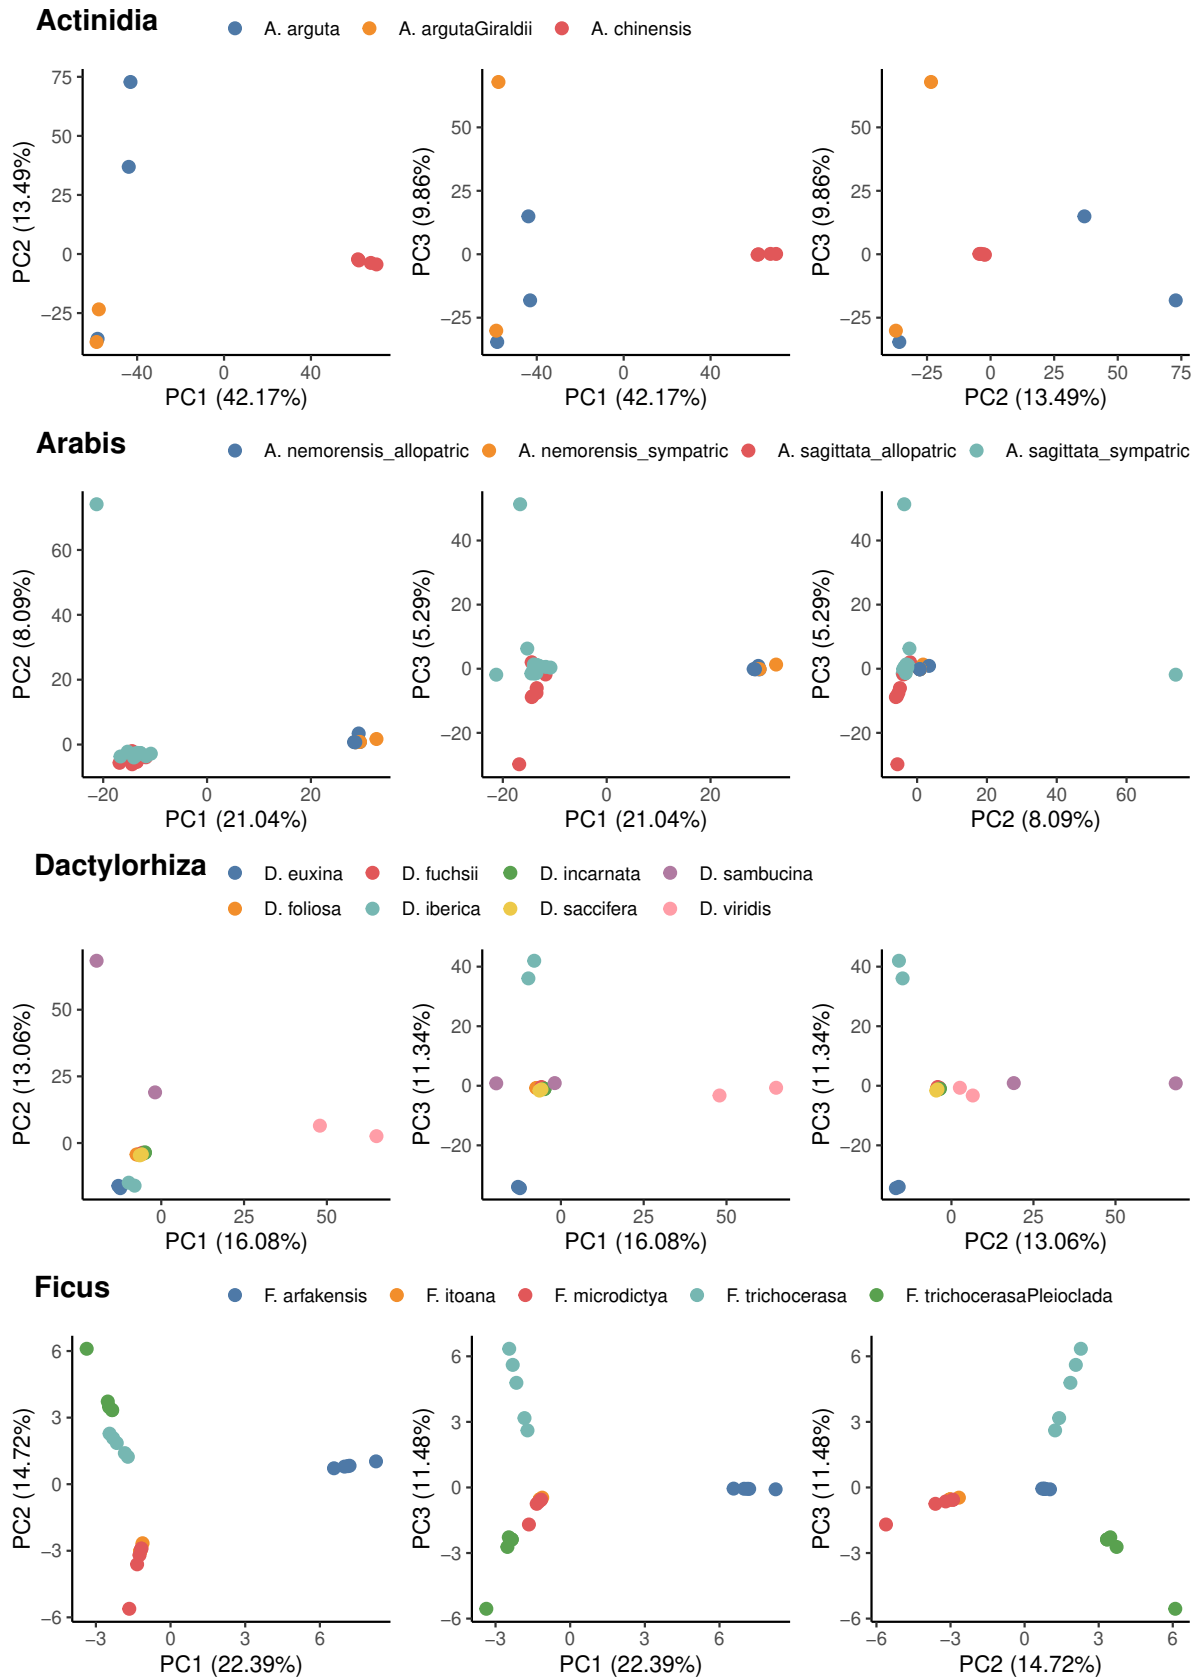 Actinidia
A. arguta A. argutaGiraldii A. chinensis
75
50
25
0
−25
PC2 (13.49%)
−40 0 40
PC1 (42.17%)
50
25
0
−25
PC3 (9.86%)
−40 0 40
PC1 (42.17%)
50
25
0
−25
PC3 (9.86%)
−25 0 25 50 75
PC2 (13.49%)
Arabis
A. nemorensis_allopatric A. nemorensis_sympatric A. sagittata_allopatric A. sagittata_sympatric
60
40
20
0
PC2 (8.09%)
−20 0 20
PC1 (21.04%)
40
20
0
−20
PC3 (5.29%)
−20 0 20
PC1 (21.04%)
40
20
0
−20
PC3 (5.29%)
0 20 40 60
PC2 (8.09%)
Dactylorhiza
D. euxina D. fuchsii D. incarnata D. sambucina
D. foliosa D. iberica D. saccifera D. viridis
50
25
0
PC2 (13.06%)
0 25 50
PC1 (16.08%)
40
20
0
−20
PC3 (11.34%)
0 25 50
PC1 (16.08%)
40
20
0
−20
PC3 (11.34%)
0 25 50
PC2 (13.06%)
Ficus
F. arfakensis F. itoana F. microdictya F. trichocerasa F. trichocerasaPleioclada
6
3
0
−3
−6
PC2 (14.72%)
−3 0 3 6
PC1 (22.39%)
6
3
0
−3
−6
PC3 (11.48%)
−3 0 3 6
PC1 (22.39%)
6
3
0
−3
−6
PC3 (11.48%)
−6 −3 0 3 6
PC2 (14.72%)